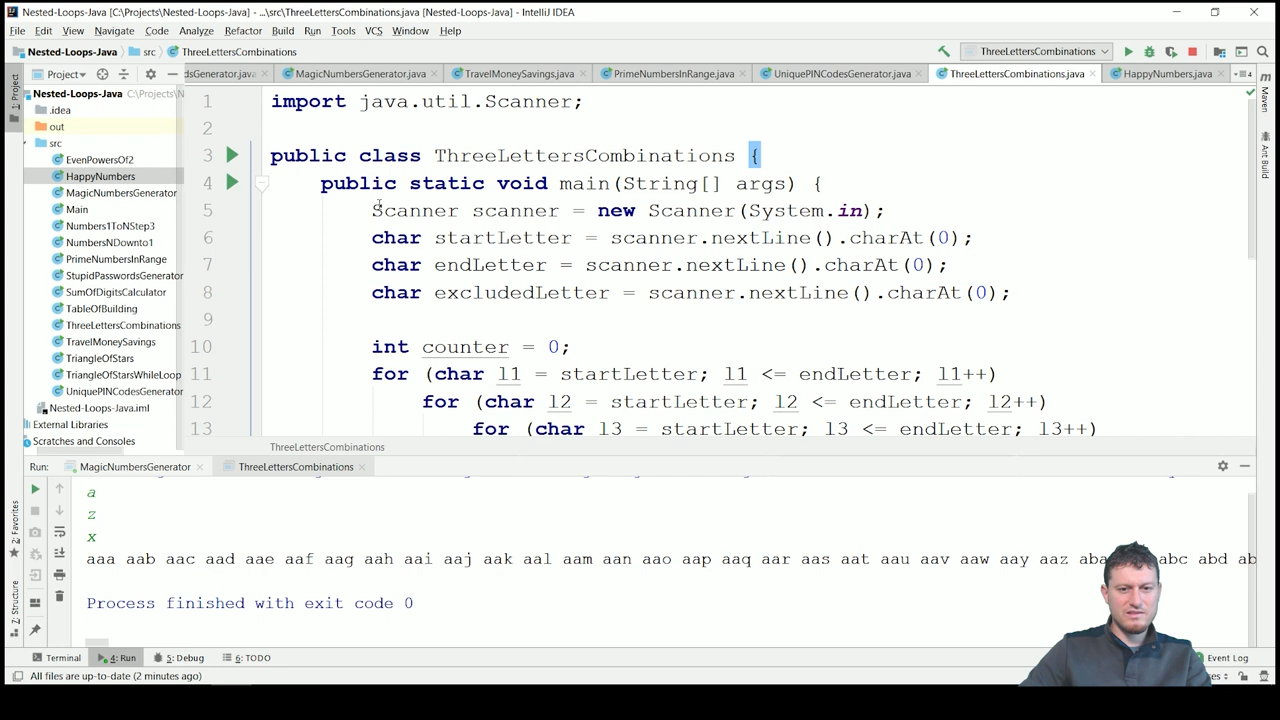 Nested-Loops-Java [C:\Projects\Nested-Loops-Java] - ...\src\ThreeLettersCombinations.java [Nested-Loops-Java] - IntelliJ IDEA
File Edit View Navigate Code Analyze Refactor Build Run Tools VCS Window Help
Nested-Loops-Java src ThreeLettersCombinations ThreeLettersCombinations
Project dsGenerator.java MagicNumbersGenerator.java TravelMoneySavings.java PrimeNumbersInRange.java UniquePINCodesGenerator.java ThreeLettersCombinations.java HappyNumbers.java
1: Project
Nested-Loops-Java C:\Projects\N
.idea
out
src
EvenPowersOf2
HappyNumbers
MagicNumbersGenerator
Main
Numbers1ToNStep3
NumbersNDownto1
PrimeNumbersInRange
StupidPasswordsGenerator
SumOfDigitsCalculator
TableOfBuilding
ThreeLettersCombinations
TravelMoneySavings
TriangleOfStars
TriangleOfStarsWhileLoop
UniquePINCodesGenerator
Nested-Loops-Java.iml
External Libraries
Scratches and Consoles
1 import java.util.Scanner;
2
3 public class ThreeLettersCombinations {
4 public static void main(String[] args) {
5 Scanner scanner = new Scanner(System.in);
6 char startLetter = scanner.nextLine().charAt(0);
7 char endLetter = scanner.nextLine().charAt(0);
8 char excludedLetter = scanner.nextLine().charAt(0);
9
10 int counter = 0;
11 for (char l1 = startLetter; l1 <= endLetter; l1++)
12 for (char l2 = startLetter; l2 <= endLetter; l2++)
13 for (char l3 = startLetter; l3 <= endLetter; l3++)
ThreeLettersCombinations
Maven
Ant Build
Run: MagicNumbersGenerator ThreeLettersCombinations
a
z
x
aaa aab aac aad aae aaf aag aah aai aaj aak aal aam aan aao aap aaq aar aas aat aau aav aaw aay aaz aba abc abd ab
Process finished with exit code 0
2: Favorites
7: Structure
Terminal 4: Run 5: Debug 6: TODO Event Log
All files are up-to-date (2 minutes ago)